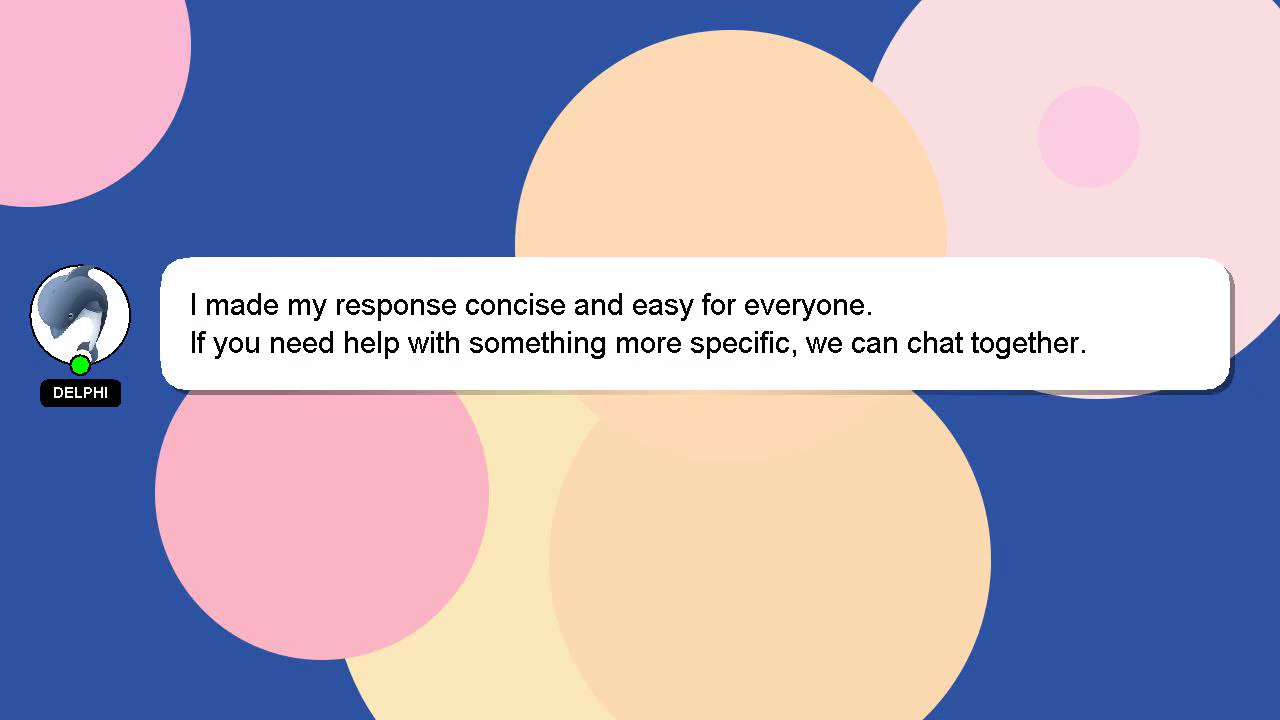 I made my response concise and easy for everyone.
If you need help with something more specific, we can chat together.
DELPHI